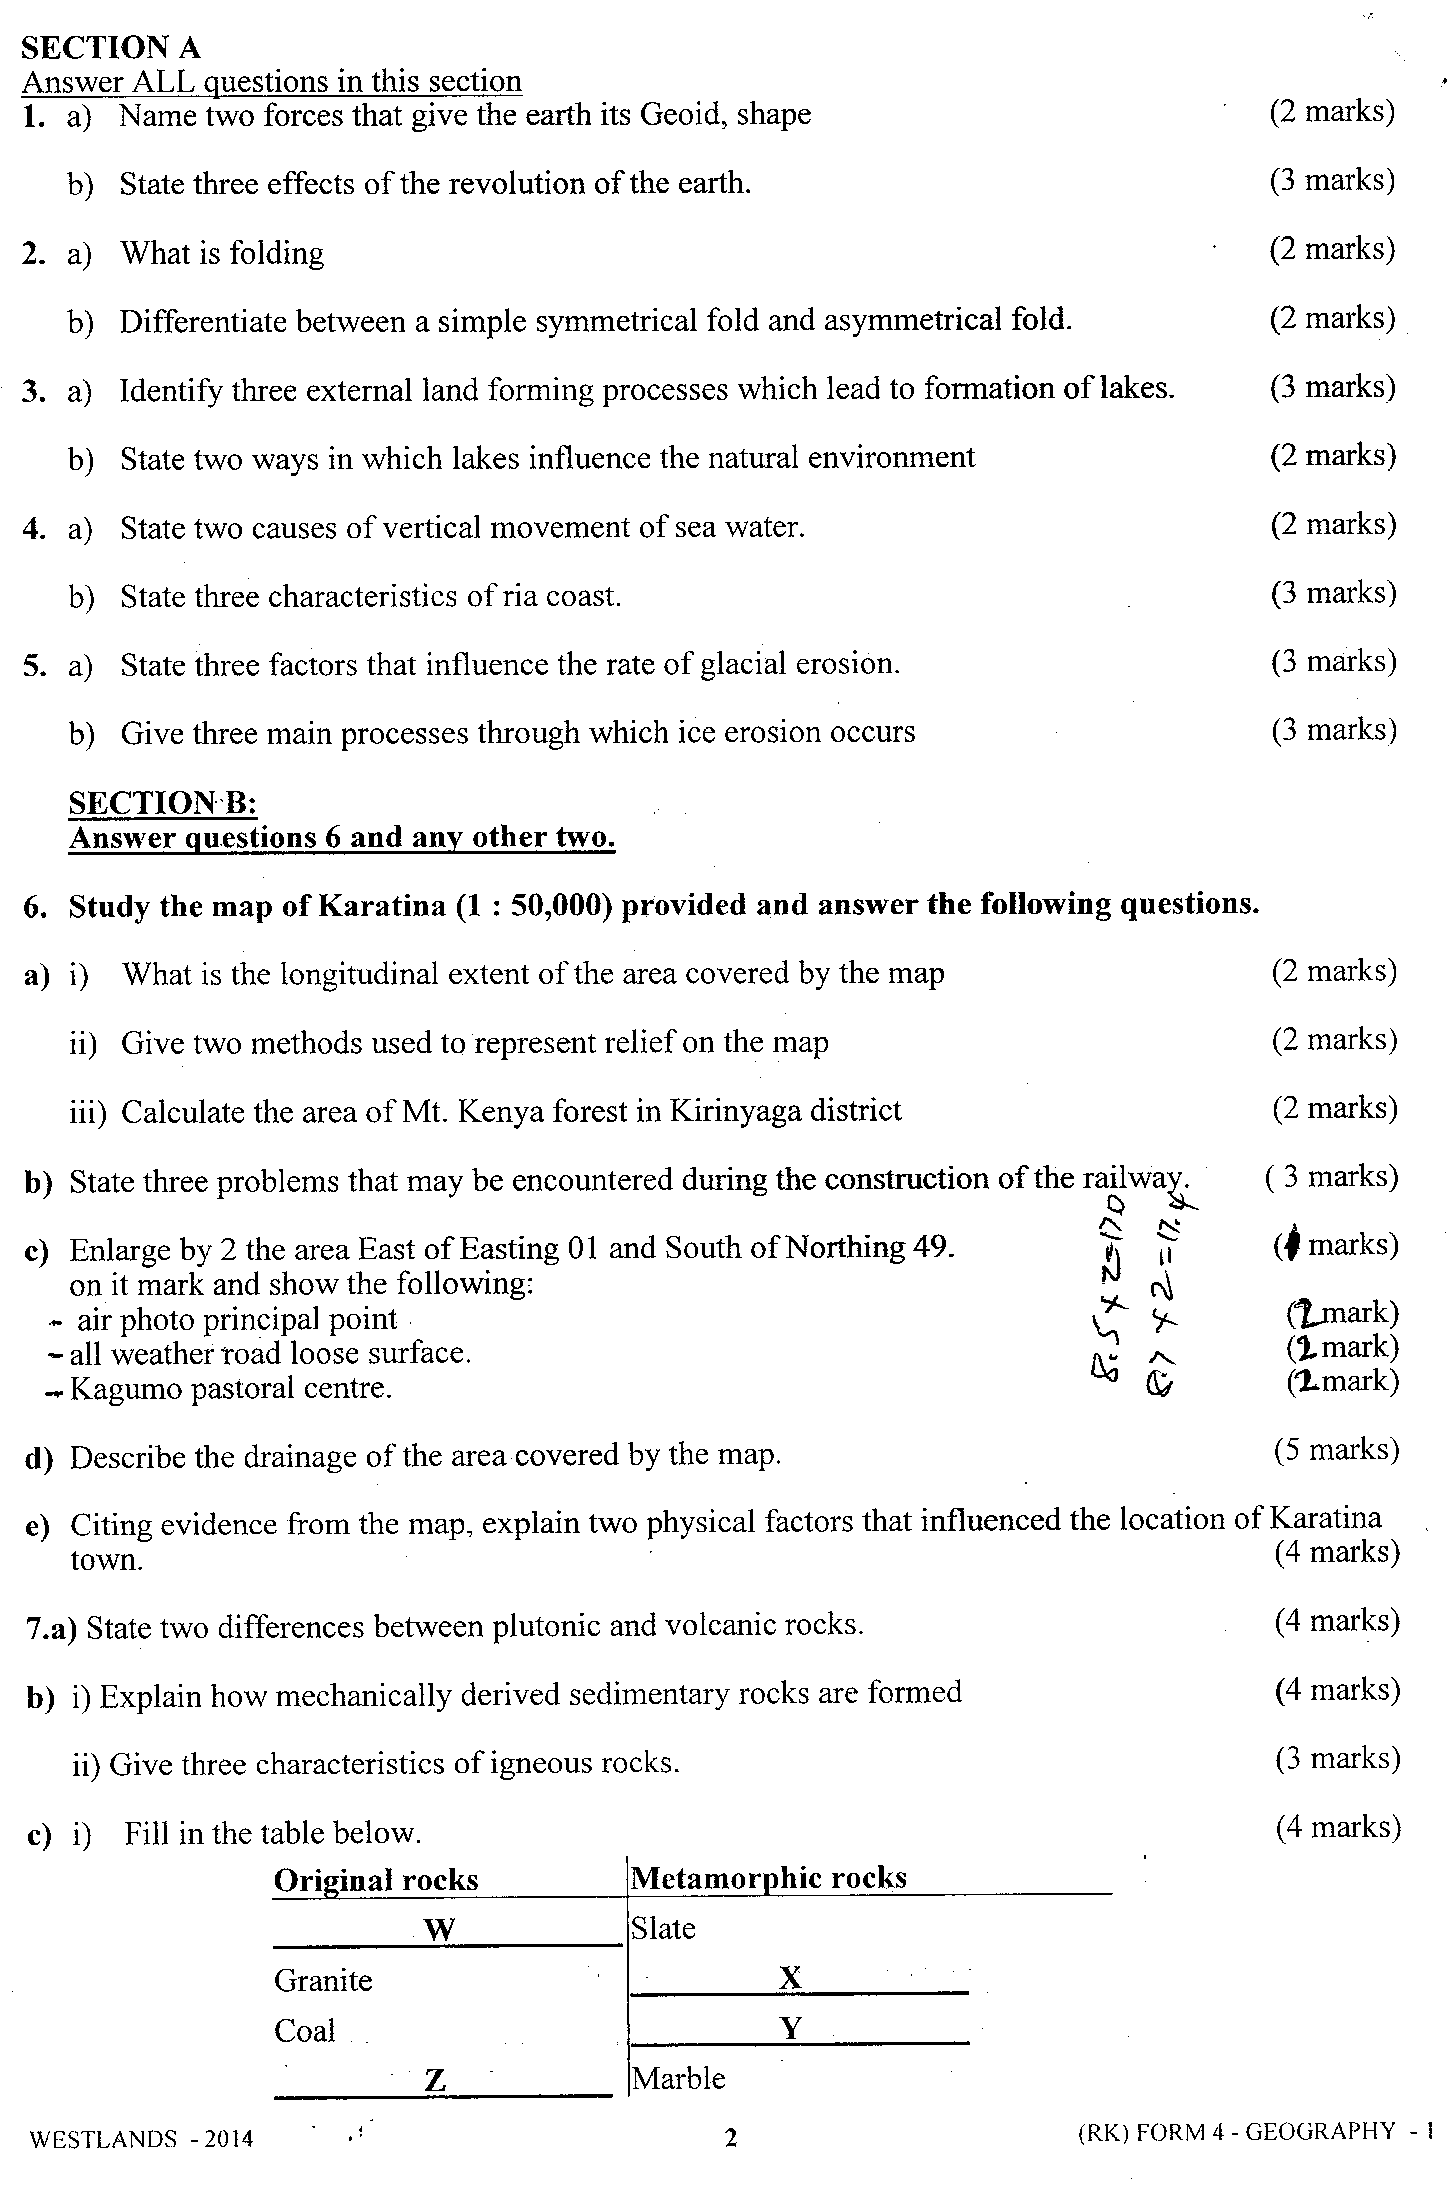 SECTION A
Answer ALL questions in this section
1. a) Name two forces that give the earth its Geoid, shape (2 marks)
b) State three effects of the revolution of the earth. (3 marks)
2. a) What is folding (2 marks)
b) Differentiate between a simple symmetrical fold and asymmetrical fold. (2 marks)
3. a) Identify three external land forming processes which lead to formation of lakes. (3 marks)
b) State two ways in which lakes influence the natural environment (2 marks)
4. a) State two causes of vertical movement of sea water. (2 marks)
b) State three characteristics of ria coast. (3 marks)
5. a) State three factors that influence the rate of glacial erosion. (3 marks)
b) Give three main processes through which ice erosion occurs (3 marks)
SECTION B:
Answer questions 6 and any other two.
6. Study the map of Karatina (1 : 50,000) provided and answer the following questions.
a) i) What is the longitudinal extent of the area covered by the map (2 marks)
ii) Give two methods used to represent relief on the map (2 marks)
iii) Calculate the area of Mt. Kenya forest in Kirinyaga district (2 marks)
b) State three problems that may be encountered during the construction of the railway. ( 3 marks)
c) Enlarge by 2 the area East of Easting 01 and South of Northing 49. ( marks)
on it mark and show the following:
- air photo principal point (2 mark)
- all weather road loose surface. (2 mark)
- Kagumo pastoral centre. (2 mark)
8.5 x 2 = 170
x 2 = 17.4
d) Describe the drainage of the area covered by the map. (5 marks)
e) Citing evidence from the map, explain two physical factors that influenced the location of Karatina
town. (4 marks)
7.a) State two differences between plutonic and volcanic rocks. (4 marks)
b) i) Explain how mechanically derived sedimentary rocks are formed (4 marks)
ii) Give three characteristics of igneous rocks. (3 marks)
c) i) Fill in the table below. (4 marks)
Original rocks Metamorphic rocks
W Slate
Granite X
Coal Y
Z Marble
WESTLANDS - 2014 2 (RK) FORM 4 - GEOGRAPHY - 1